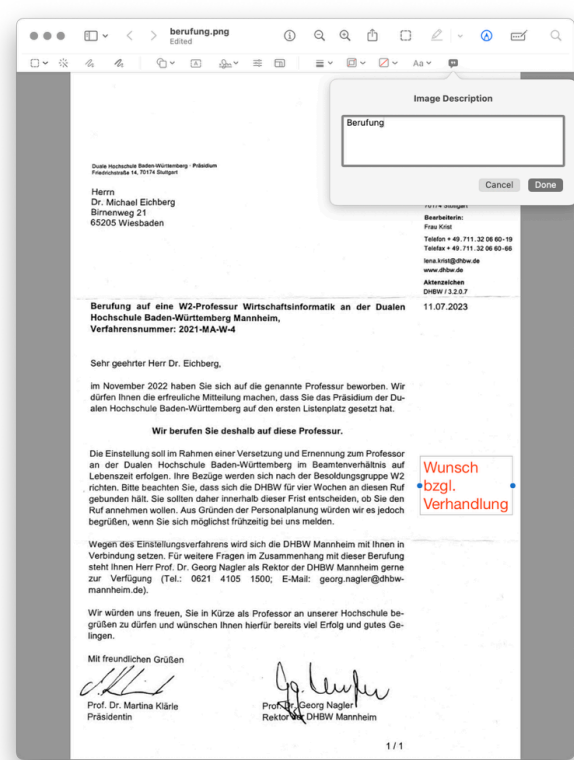 berufung.png
Edited
Aa
Image Description
Berufung
Cancel
Done
Duale Hochschule Baden-Württemberg · Präsidium
Friedrichstraße 14, 70174 Stuttgart
Herrn
Dr. Michael Eichberg
Birnenweg 21
65205 Wiesbaden
70174 Stuttgart
Bearbeiterin:
Frau Krist
Telefon + 49.711.32 06 60-19
Telefax + 49.711.32 06 60-66
lena.krist@dhbw.de
www.dhbw.de
Aktenzeichen
DHBW / 3.2.0.7
11.07.2023
Berufung auf eine W2-Professur Wirtschaftsinformatik an der Dualen
Hochschule Baden-Württemberg Mannheim,
Verfahrensnummer: 2021-MA-W-4
Sehr geehrter Herr Dr. Eichberg,
im November 2022 haben Sie sich auf die genannte Professur beworben. Wir
dürfen Ihnen die erfreuliche Mitteilung machen, dass Sie das Präsidium der Du-
alen Hochschule Baden-Württemberg auf den ersten Listenplatz gesetzt hat.
Wir berufen Sie deshalb auf diese Professur.
Die Einstellung soll im Rahmen einer Versetzung und Ernennung zum Professor
an der Dualen Hochschule Baden-Württemberg im Beamtenverhältnis auf
Lebenszeit erfolgen. Ihre Bezüge werden sich nach der Besoldungsgruppe W2
richten. Bitte beachten Sie, dass sich die DHBW für vier Wochen an diesen Ruf
gebunden hält. Sie sollten daher innerhalb dieser Frist entscheiden, ob Sie den
Ruf annehmen wollen. Aus Gründen der Personalplanung würden wir es jedoch
begrüßen, wenn Sie sich möglichst frühzeitig bei uns melden.
Wunsch
bzgl.
Verhandlung
Wegen des Einstellungsverfahrens wird sich die DHBW Mannheim mit Ihnen in
Verbindung setzen. Für weitere Fragen im Zusammenhang mit dieser Berufung
steht Ihnen Herr Prof. Dr. Georg Nagler als Rektor der DHBW Mannheim gerne
zur Verfügung (Tel.: 0621 4105 1500; E-Mail: georg.nagler@dhbw-
mannheim.de).
Wir würden uns freuen, Sie in Kürze als Professor an unserer Hochschule be-
grüßen zu dürfen und wünschen Ihnen hierfür bereits viel Erfolg und gutes Ge-
lingen.
Mit freundlichen Grüßen
Prof. Dr. Martina Klärle
Präsidentin
Prof. Dr. Georg Nagler
Rektor der DHBW Mannheim
1 / 1